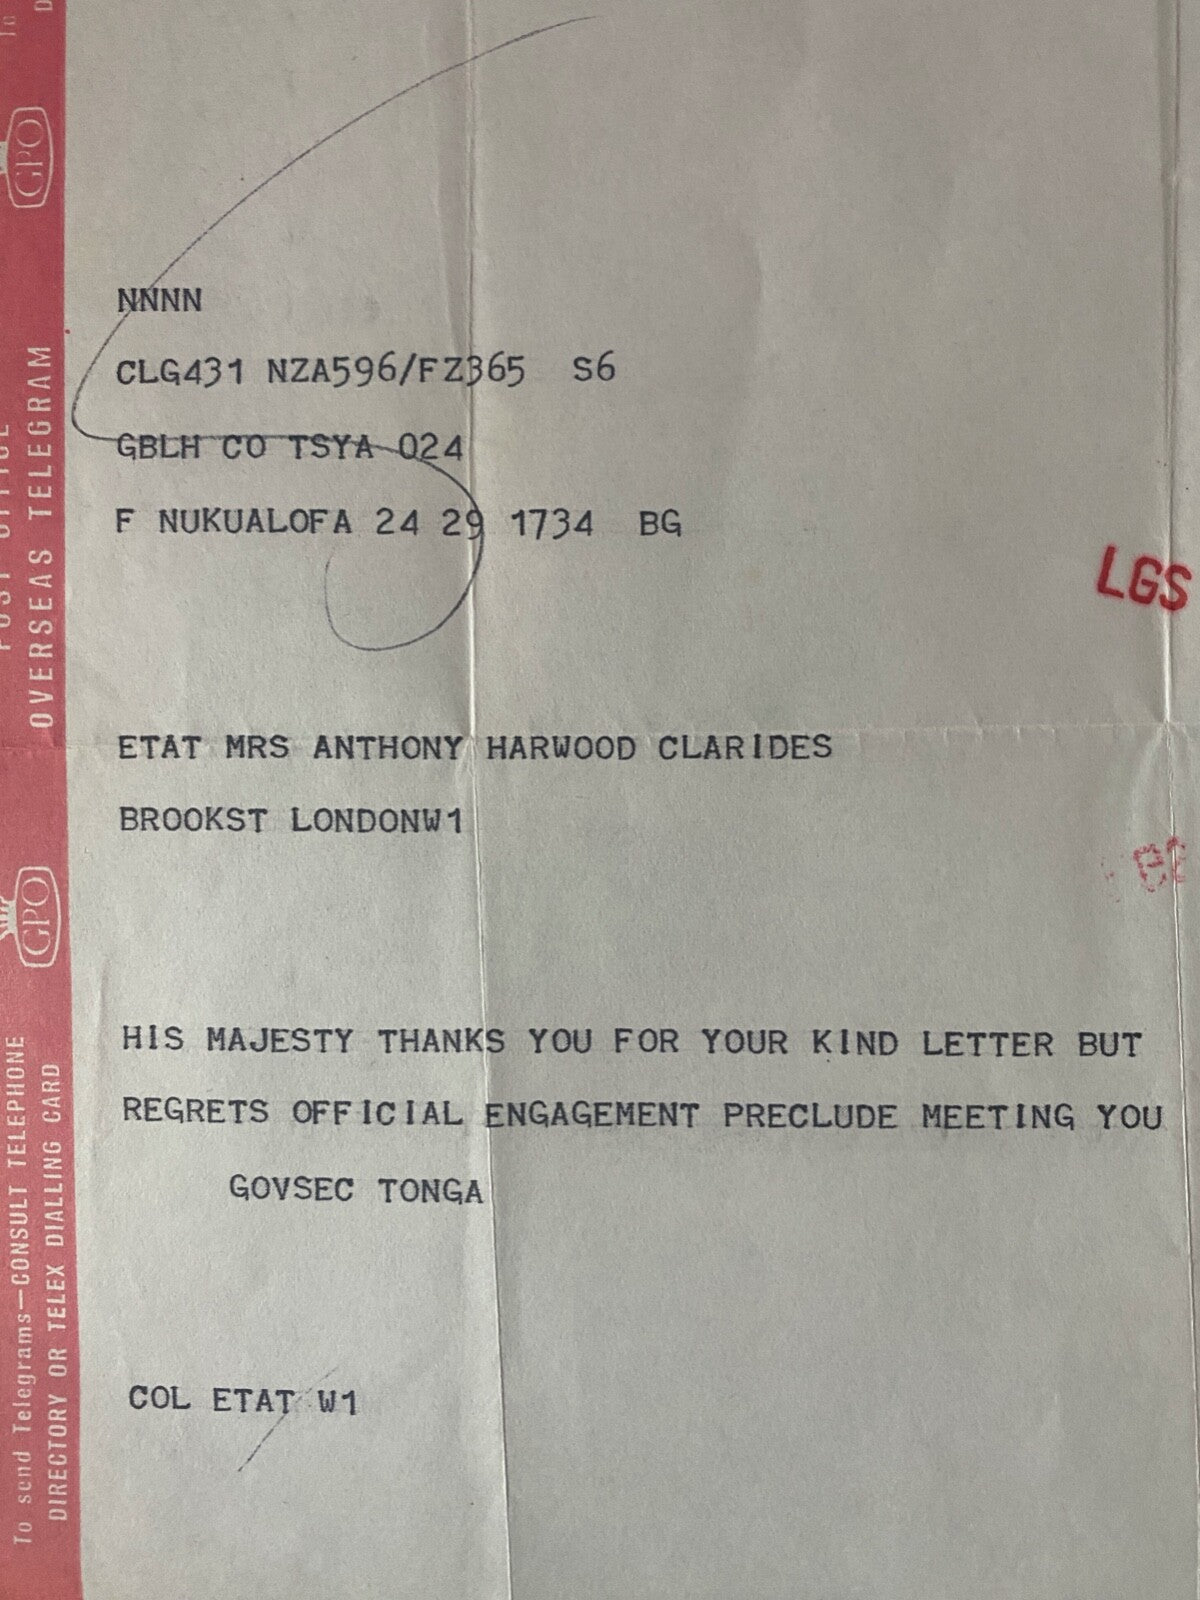 NNNN
CLG431 NZA596/FZ365 S6
GBLH CO TSYA 024
F NUKUALOFA 24 29 1734 BG
LGS
ETAT MRS ANTHONY HARWOOD CLARIDES
BROOKST LONDONW1
HIS MAJESTY THANKS YOU FOR YOUR KIND LETTER BUT
REGRETS OFFICIAL ENGAGEMENT PRECLUDE MEETING YOU
GOVSEC TONGA
COL ETAT W1
POST OFFICE
OVERSEAS TELEGRAM
GPO
GPO
To send Telegrams—CONSULT TELEPHONE
DIRECTORY OR TELEX DIALLING CARD